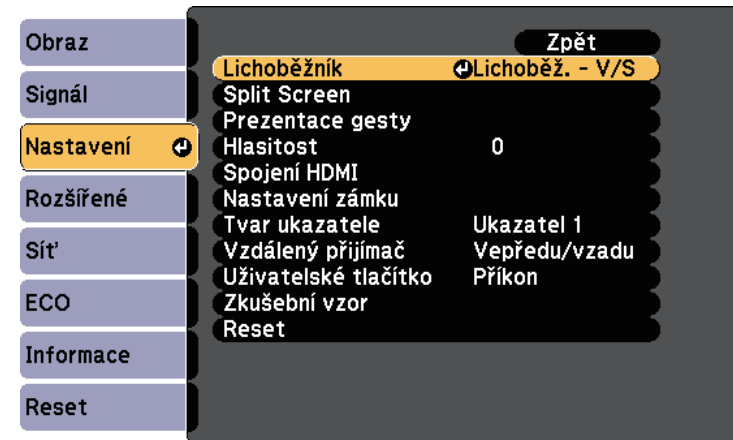 Obraz
Signál
Nastavení
Rozšířené
Síť
ECO
Informace
Reset
Zpět
Lichoběžník Lichoběž. - V/S
Split Screen
Prezentace gesty
Hlasitost 0
Spojení HDMI
Nastavení zámku
Tvar ukazatele Ukazatel 1
Vzdálený přijímač Vepředu/vzadu
Uživatelské tlačítko Příkon
Zkušební vzor
Reset